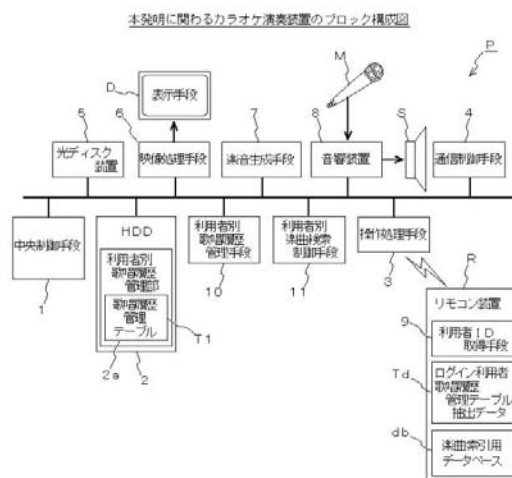 本発明に関わるカラオケ演奏装置のブロック構成図
P
M
D
表示手段
5
6
7
8
S
4
光ディスク
装置
映像処理手段
楽音生成手段
音響装置
通信制御手段
中央制御手段
HDD
利用者別
歌唱履歴
管理部
歌唱履歴
管理
テーブル
T1
利用者別
歌唱履歴
管理手段
利用者別
楽曲検索
制御手段
操作処理手段
1
2a
2
10
11
3
R
リモコン装置
9
利用者ID
取得手段
Td
ログイン利用者
歌唱履歴
管理テーブル
抽出データ
db
楽曲索引用
データベース